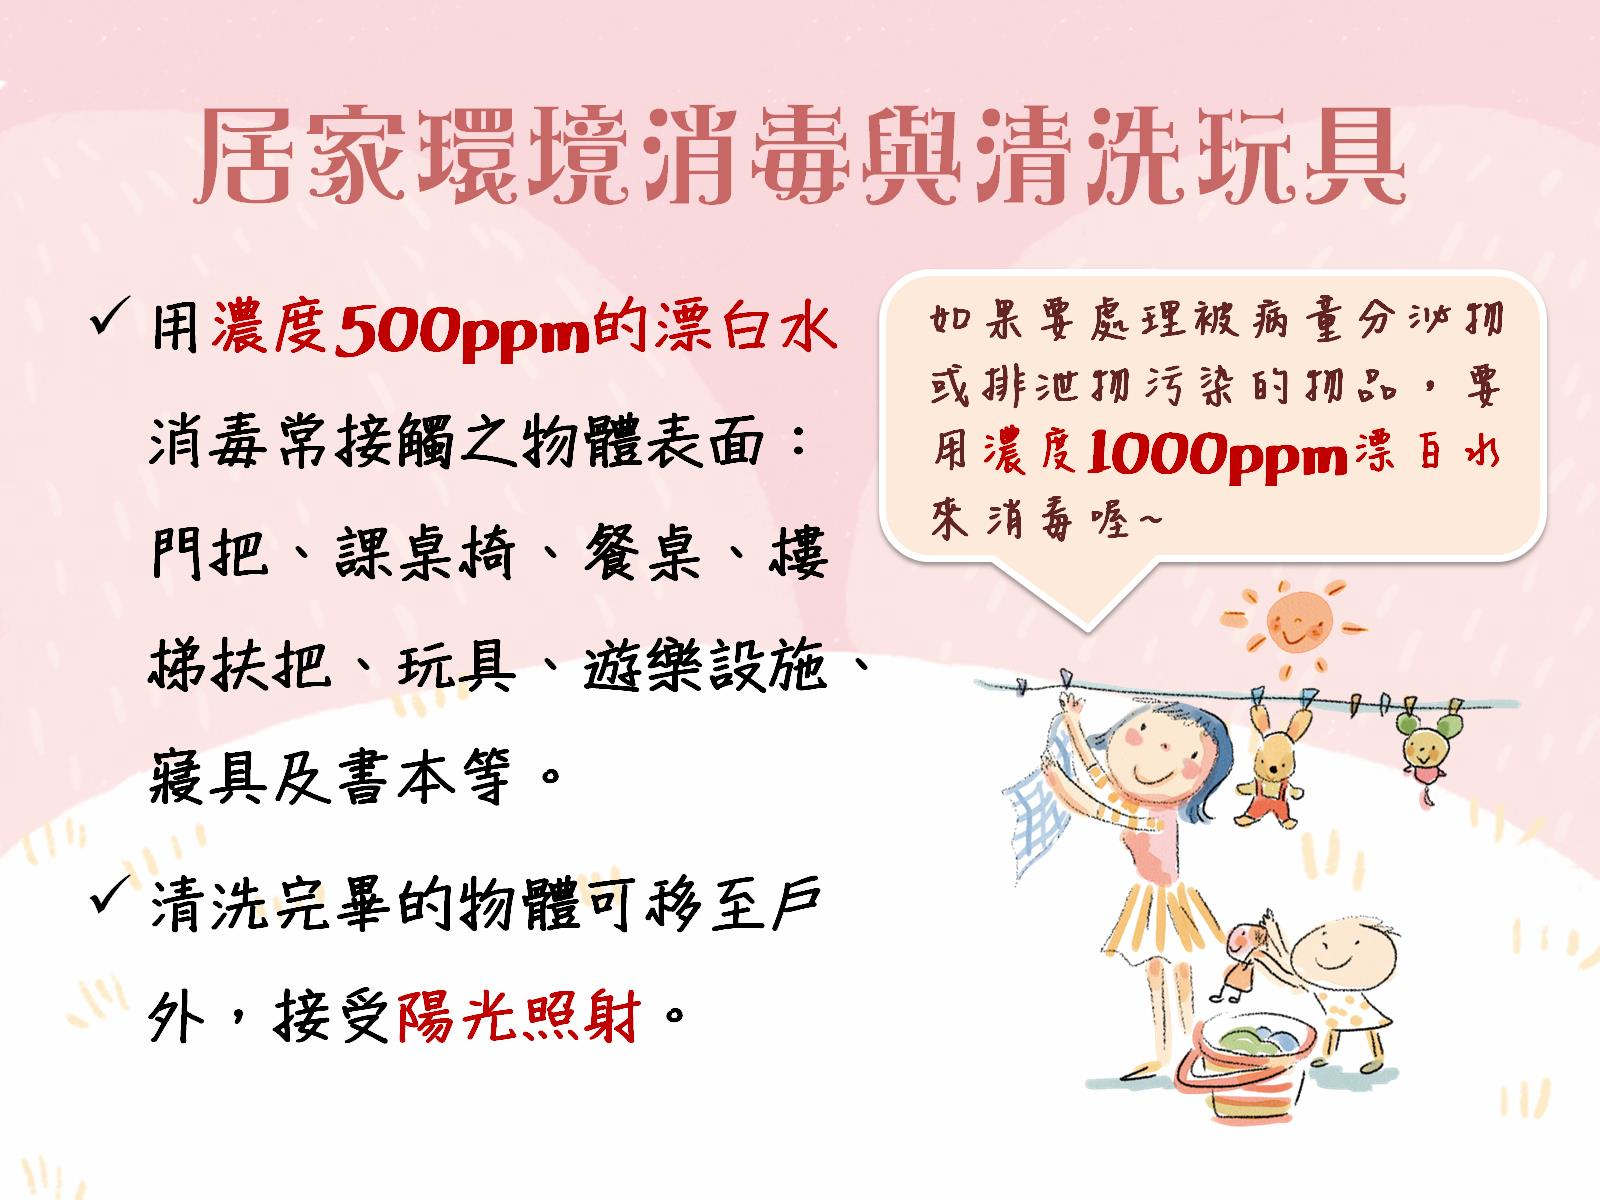 居家環境消毒與清洗玩具
✓用濃度500ppm的漂白水
消毒常接觸之物體表面：
門把、課桌椅、餐桌、樓
梯扶把、玩具、遊樂設施、
寢具及書本等。
✓清洗完畢的物體可移至戶
外，接受陽光照射。
如果要處理被病童分泌物
或排泄物污染的物品，要
用濃度1000ppm漂白水
來消毒喔~